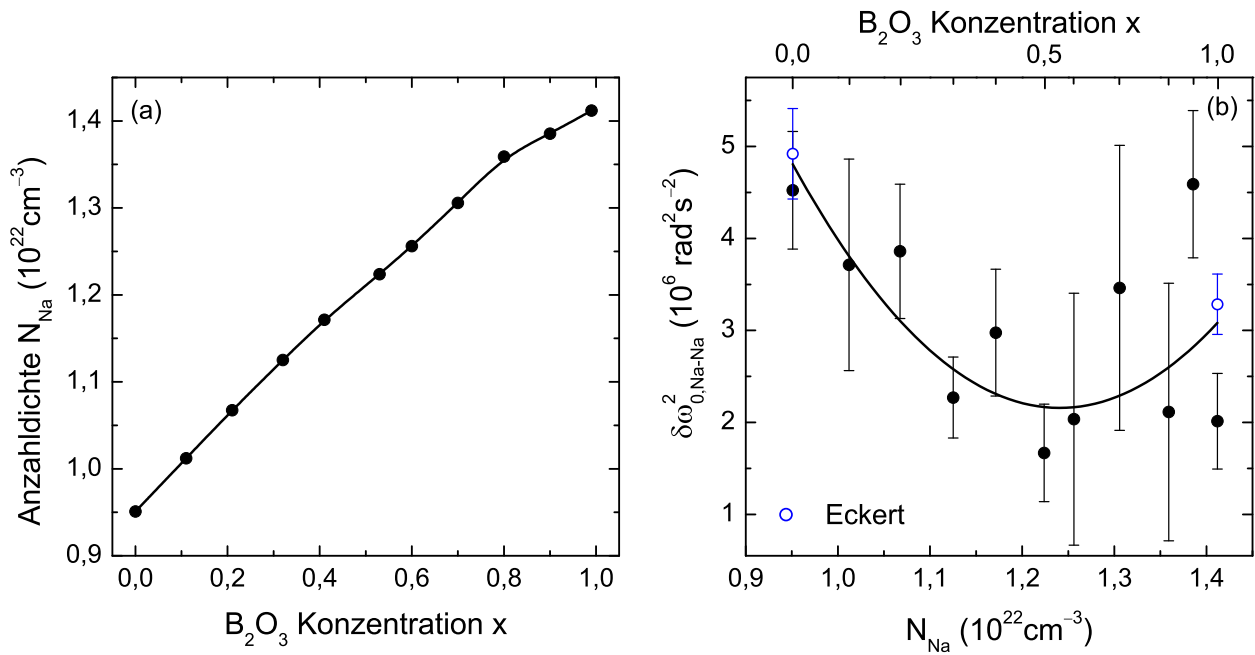 (a)
Anzahldichte N_Na (10^22 cm^−3)
1,4
1,3
1,2
1,1
1,0
0,9
0,0 0,2 0,4 0,6 0,8 1,0
B₂O₃ Konzentration x
B₂O₃ Konzentration x
0,0 0,5 1,0
(b)
δω²_0,Na-Na (10^6 rad²s^−2)
5
4
3
2
1
Eckert
0,9 1,0 1,1 1,2 1,3 1,4
N_Na (10^22 cm^−3)